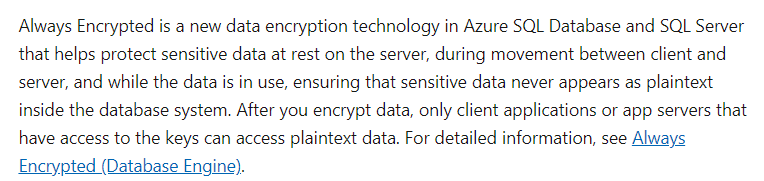 Always Encrypted is a new data encryption technology in Azure SQL Database and SQL Server
that helps protect sensitive data at rest on the server, during movement between client and
server, and while the data is in use, ensuring that sensitive data never appears as plaintext
inside the database system. After you encrypt data, only client applications or app servers that
have access to the keys can access plaintext data. For detailed information, see Always
Encrypted (Database Engine).